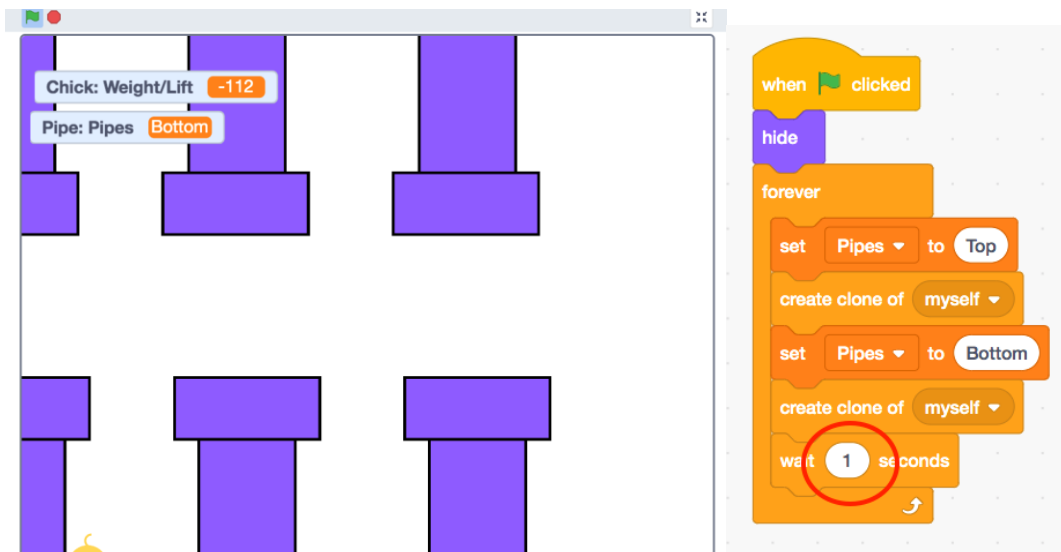 Chick: Weight/Lift -112
Pipe: Pipes Bottom
when clicked
hide
forever
set Pipes to Top
create clone of myself
set Pipes to Bottom
create clone of myself
wait 1 seconds